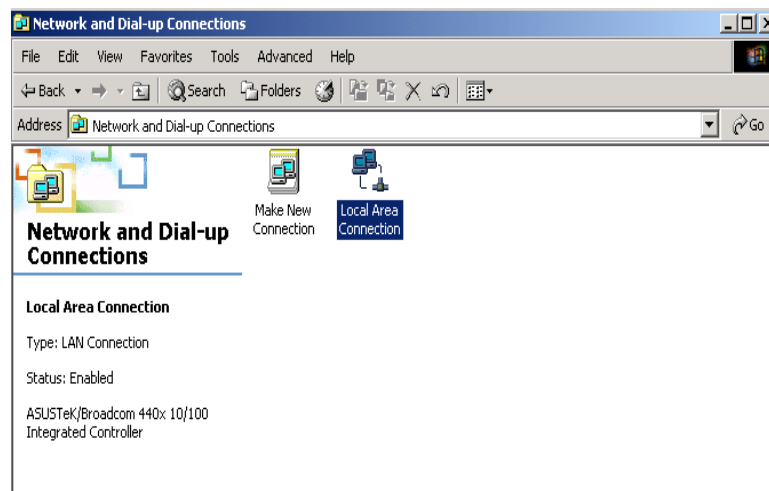 Network and Dial-up Connections
File Edit View Favorites Tools Advanced Help
Back Search Folders
Address Network and Dial-up Connections Go
Make New Connection
Local Area Connection
Network and Dial-up
Connections
Local Area Connection
Type: LAN Connection
Status: Enabled
ASUSTeK/Broadcom 440x 10/100
Integrated Controller